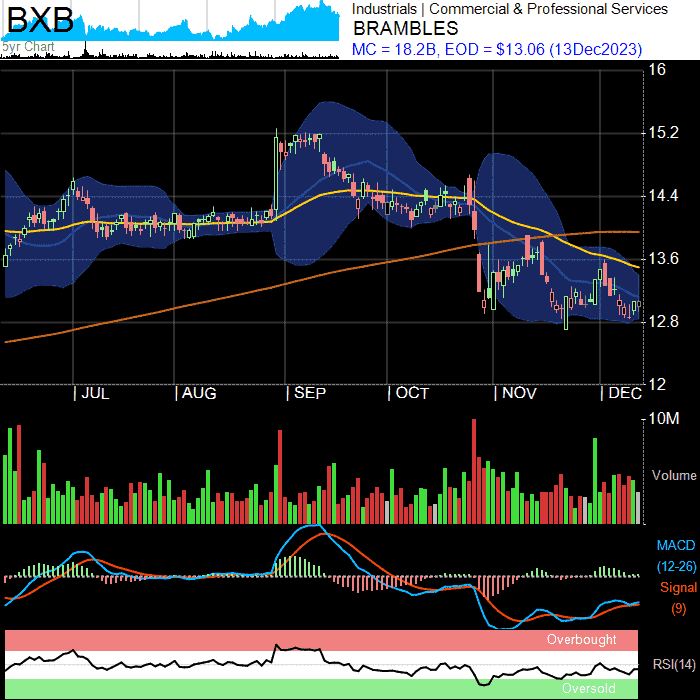 BXB
5yr Chart
Industrials | Commercial & Professional Services
BRAMBLES
MC = 18.2B, EOD = $13.06 (13Dec2023)
16
15.2
14.4
13.6
12.8
12
| JUL | AUG | SEP | OCT | NOV | DEC
10M
Volume
MACD
(12-26)
Signal
(9)
Overbought
RSI(14)
Oversold